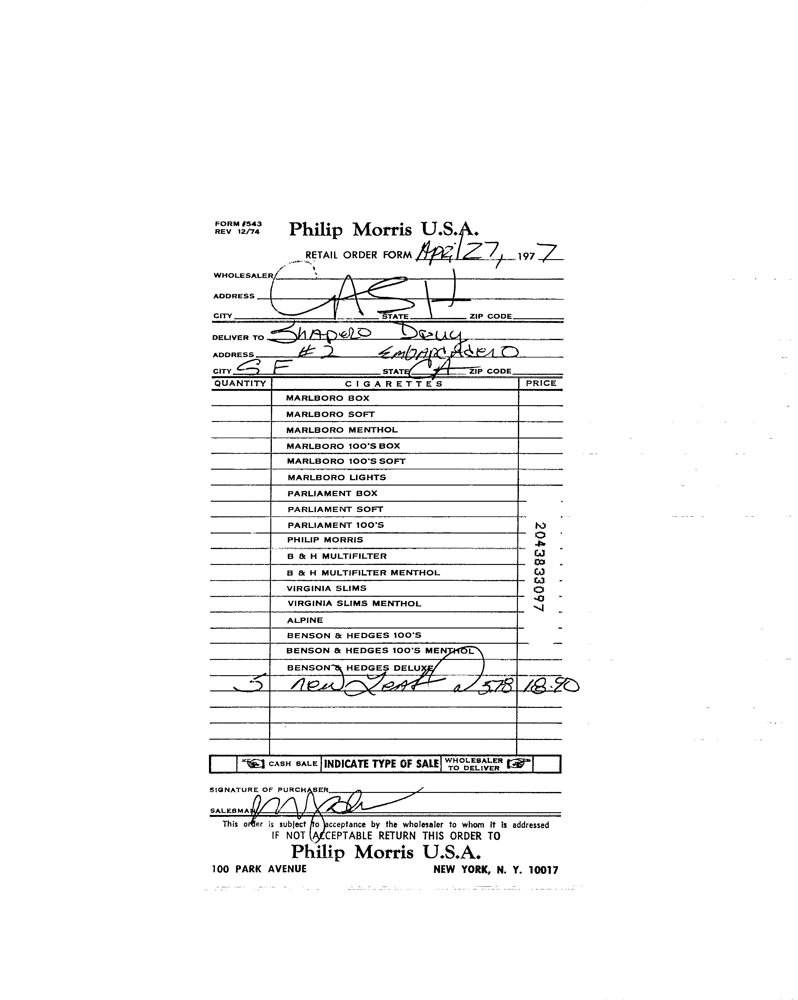 FORM #543
REV 12/74
Philip Morris U.S.A.
RETAIL ORDER FORM April 27, 1977
WHOLESALER
CASH
ADDRESS
CITY STATE ZIP CODE
DELIVER TO Shapero Doug
ADDRESS #2 Embarcadero
CITY SF STATE CA ZIP CODE
QUANTITY CIGARETTES PRICE
MARLBORO BOX
MARLBORO SOFT
MARLBORO MENTHOL
MARLBORO 100'S BOX
MARLBORO 100'S SOFT
MARLBORO LIGHTS
PARLIAMENT BOX
PARLIAMENT SOFT
PARLIAMENT 100'S
PHILIP MORRIS
B & H MULTIFILTER
B & H MULTIFILTER MENTHOL
VIRGINIA SLIMS
VIRGINIA SLIMS MENTHOL
ALPINE
BENSON & HEDGES 100'S
BENSON & HEDGES 100'S MENTHOL
BENSON & HEDGES DELUXE
5 new Leaf 18.90
2043833097
CASH SALE INDICATE TYPE OF SALE WHOLESALER TO DELIVER
SIGNATURE OF PURCHASER
SALESMAN
This order is subject to acceptance by the wholesaler to whom it is addressed
IF NOT ACCEPTABLE RETURN THIS ORDER TO
Philip Morris U.S.A.
100 PARK AVENUE NEW YORK, N. Y. 10017